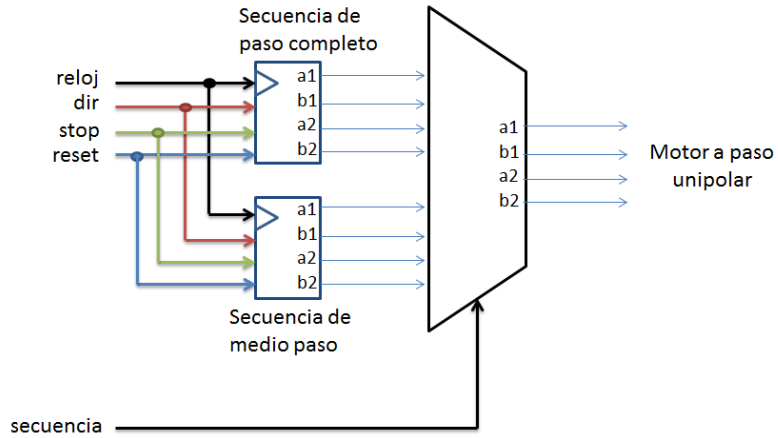 Secuencia de
paso completo
reloj
dir
stop
reset
a1
b1
a2
b2
a1
b1
a2
b2
Secuencia de
medio paso
a1
b1
a2
b2
Motor a paso
unipolar
secuencia